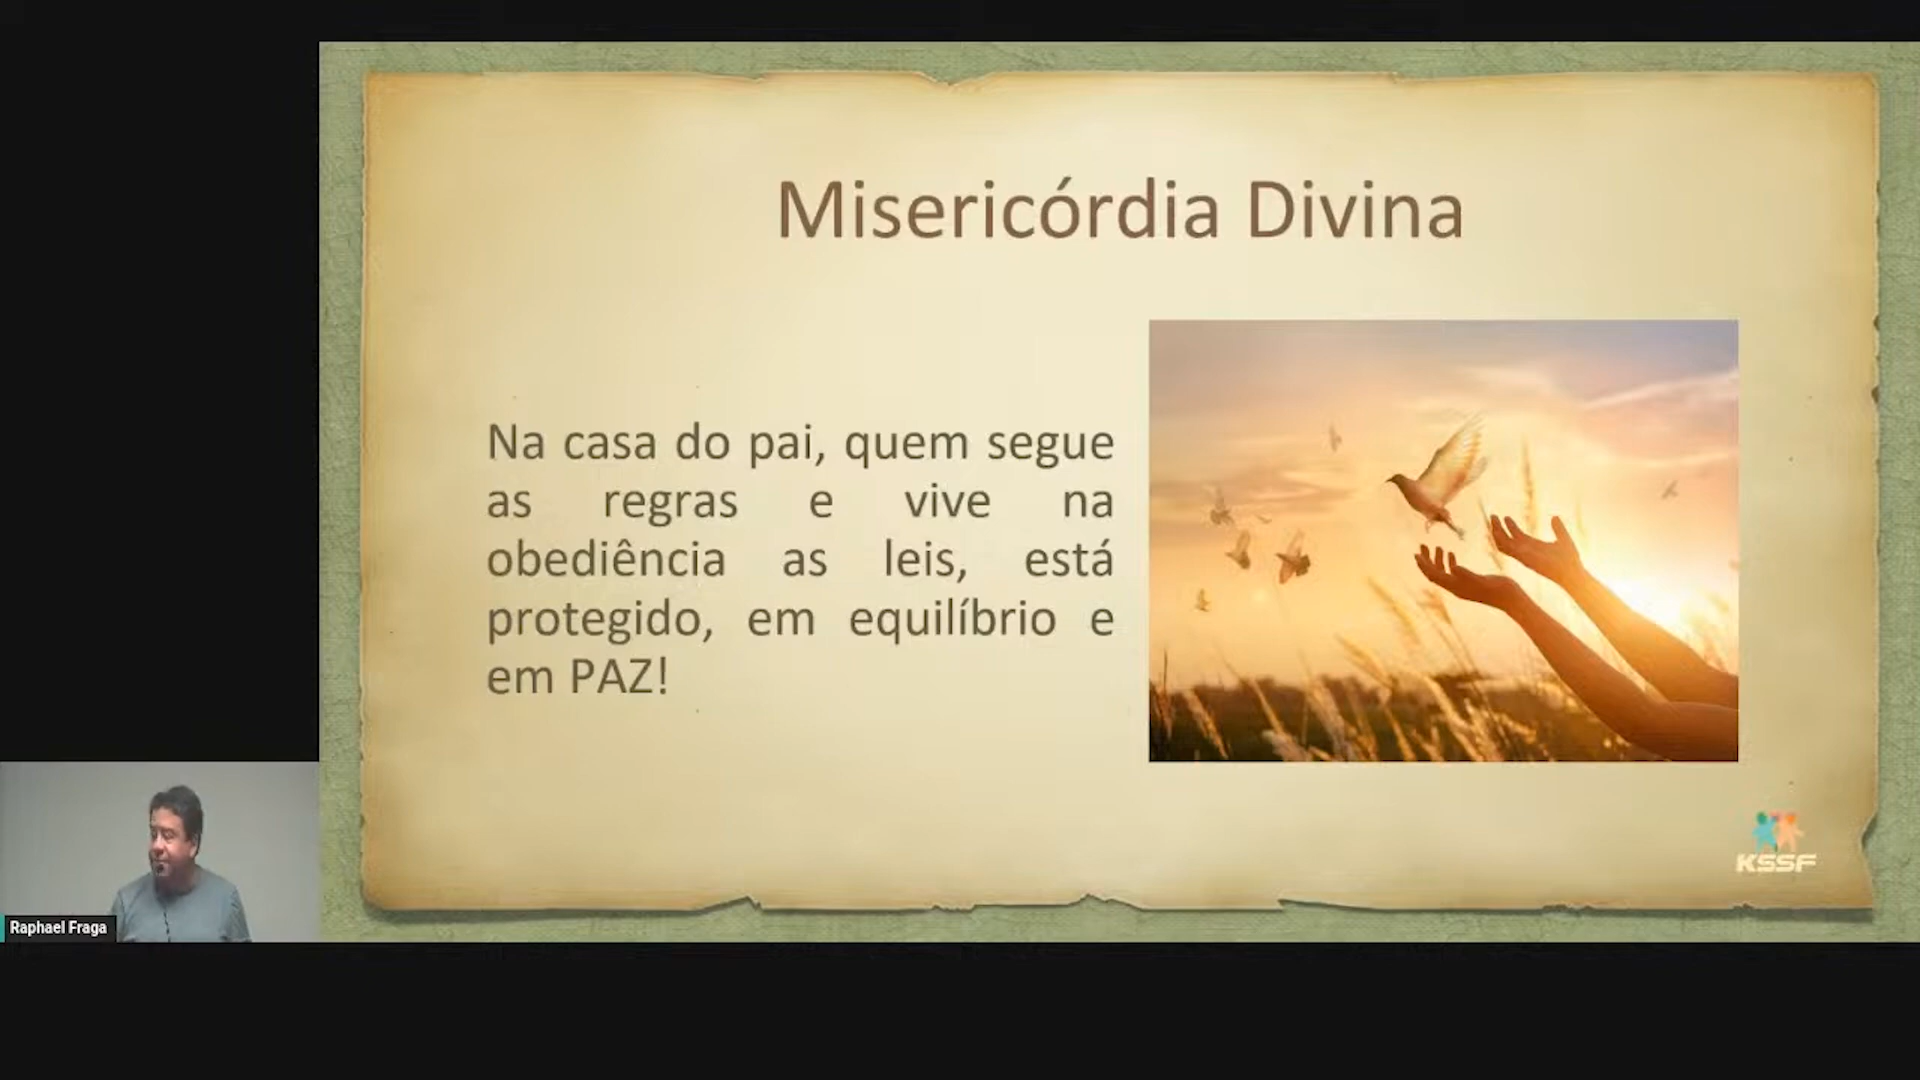 Misericórdia Divina
Na casa do pai, quem segue
as regras e vive na
obediência as leis, está
protegido, em equilíbrio e
em PAZ!
KSSF
Raphael Fraga